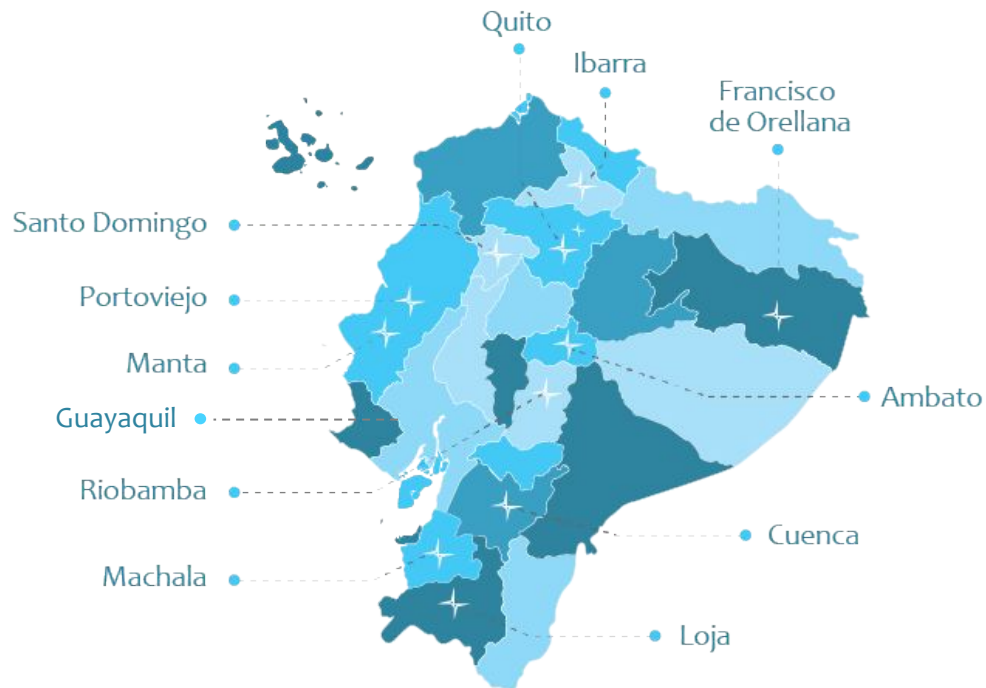 Quito
Ibarra
Francisco
de Orellana
Santo Domingo
Portoviejo
Manta
Guayaquil
Ambato
Riobamba
Cuenca
Machala
Loja